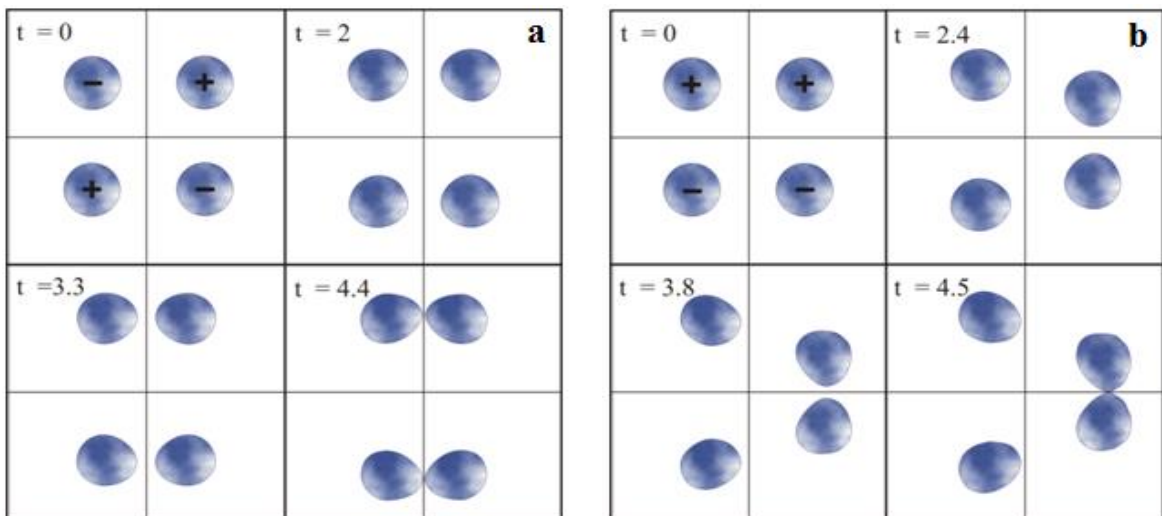 t = 0
t = 2
a
− +
+ −
t =3.3
t = 4.4
t = 0
t = 2.4
b
+ +
− −
t = 3.8
t = 4.5